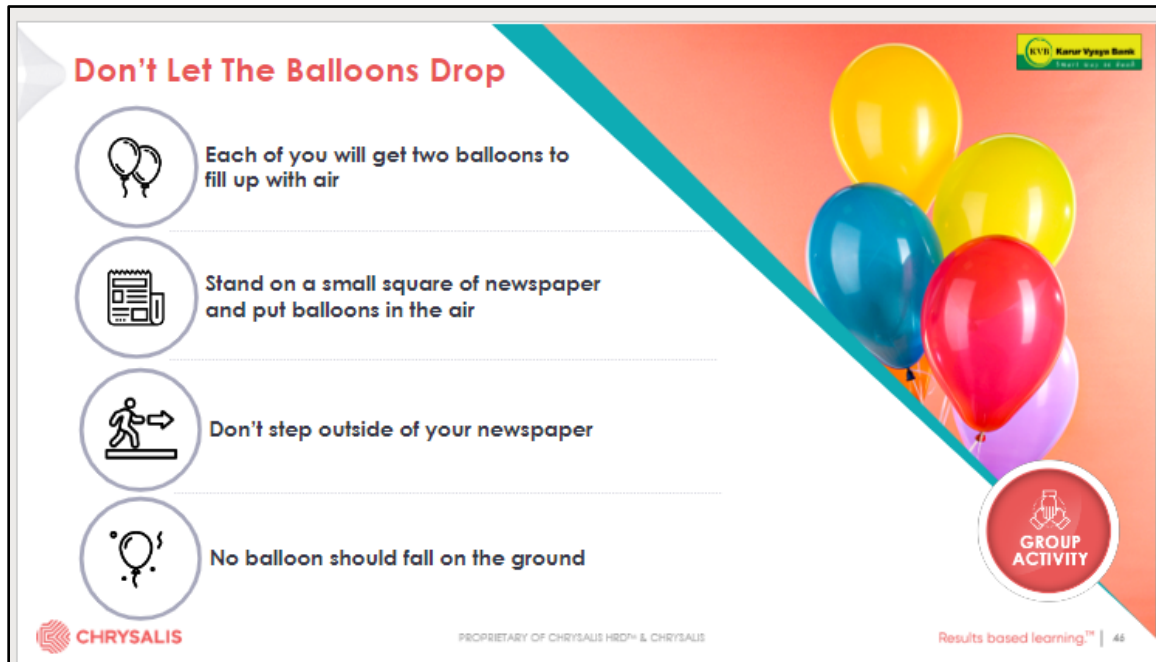 Don't Let The Balloons Drop
KVB Karur Vysya Bank
Smart way to bank
Each of you will get two balloons to
fill up with air
Stand on a small square of newspaper
and put balloons in the air
Don't step outside of your newspaper
No balloon should fall on the ground
GROUP
ACTIVITY
CHRYSALIS
PROPRIETARY OF CHRYSALIS HRD™ & CHRYSALIS
Results based learning.™ | 46